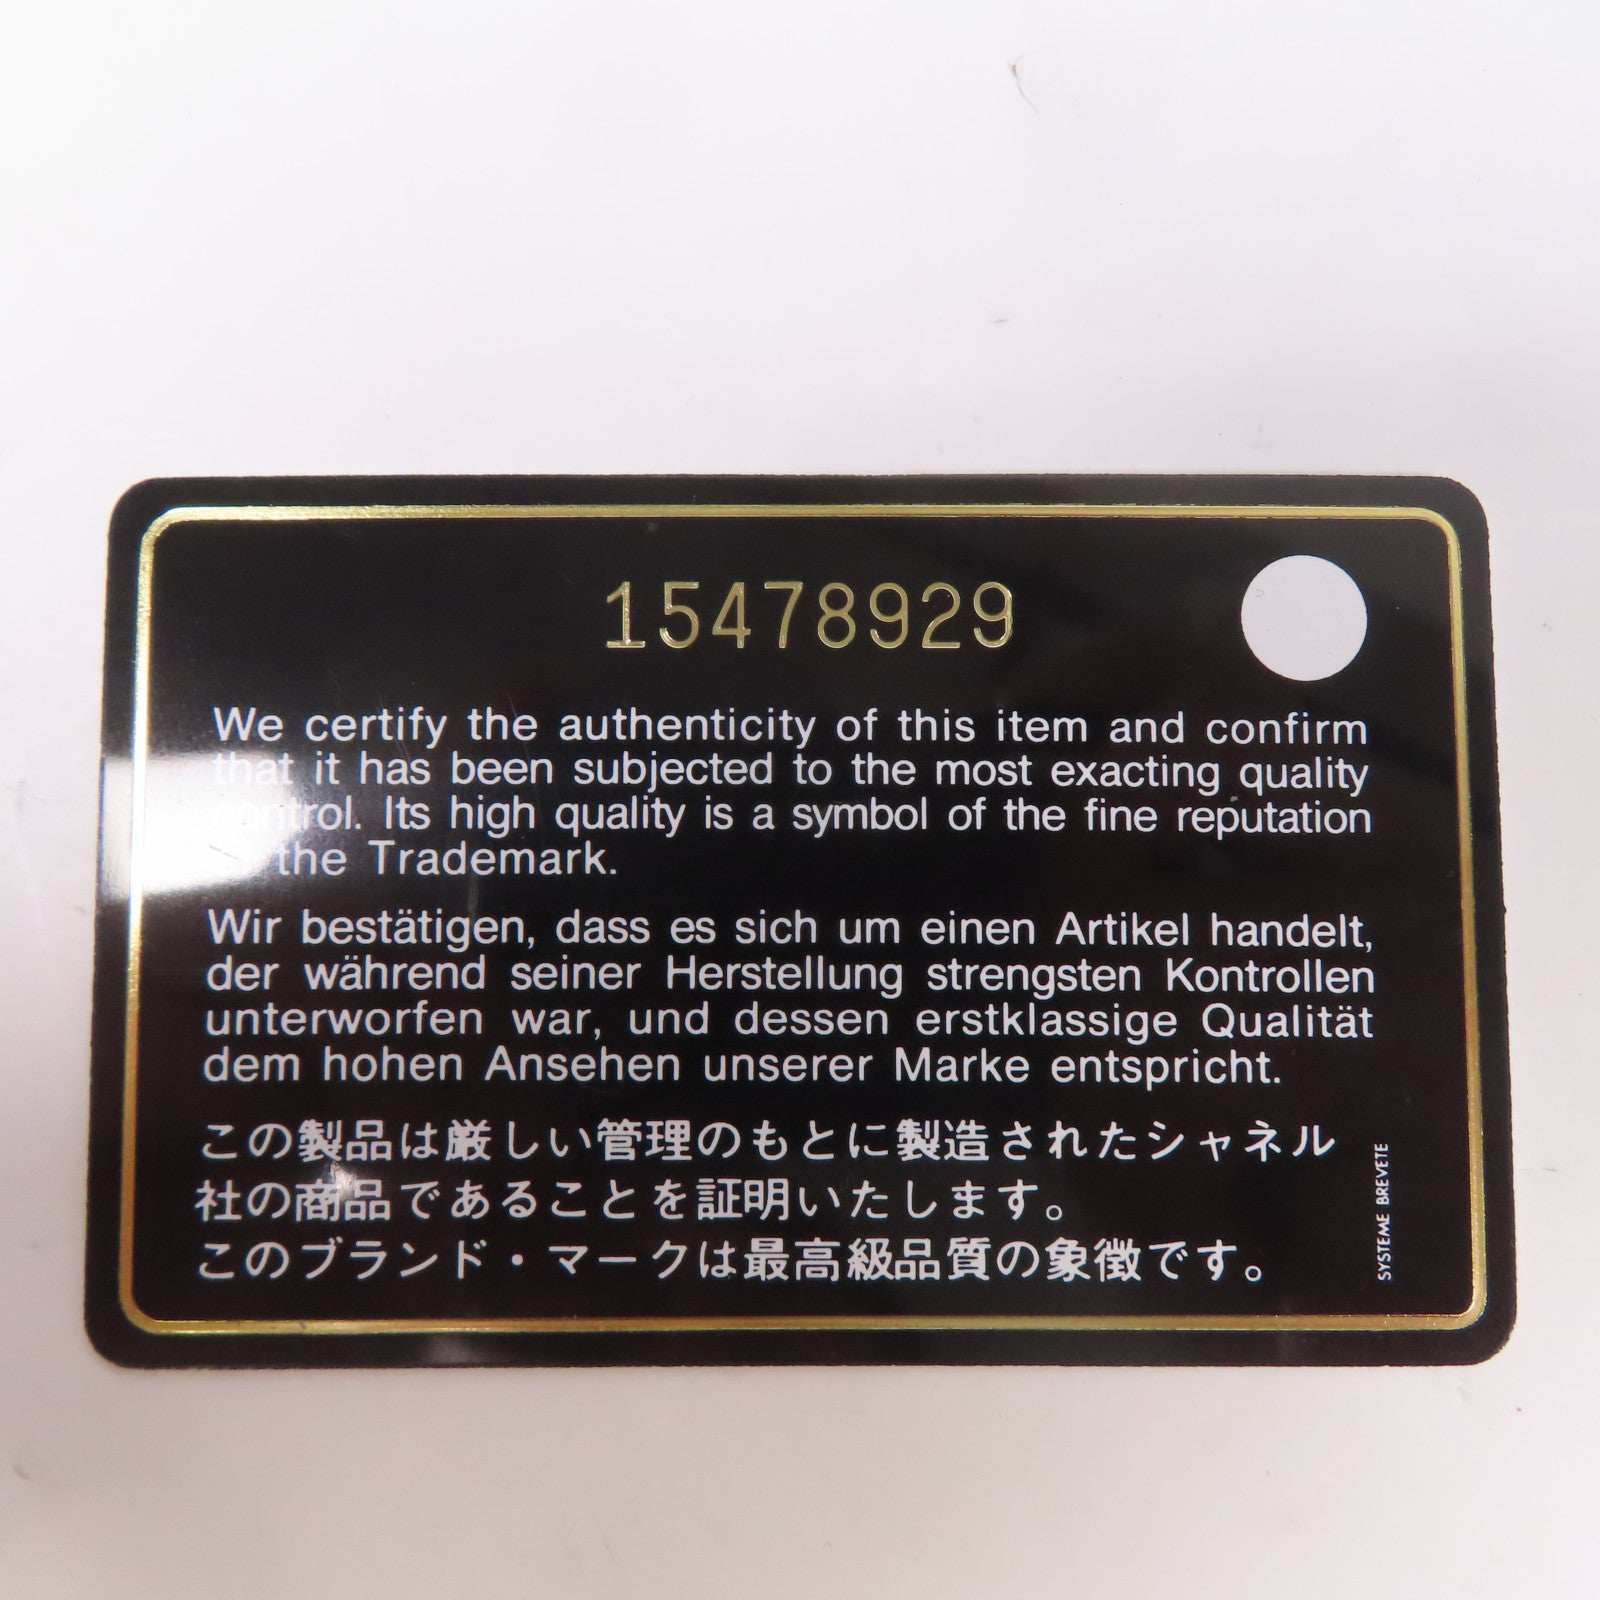 15478929
We certify the authenticity of this item and confirm
that it has been subjected to the most exacting quality
control. Its high quality is a symbol of the fine reputation
the Trademark.
Wir bestätigen, dass es sich um einen Artikel handelt,
der während seiner Herstellung strengsten Kontrollen
unterworfen war, und dessen erstklassige Qualität
dem hohen Ansehen unserer Marke entspricht.
この製品は厳しい管理のもとに製造されたシャネル
社の商品であることを証明いたします。
このブランド・マークは最高級品質の象徴です。
SYSTEME BREVETE